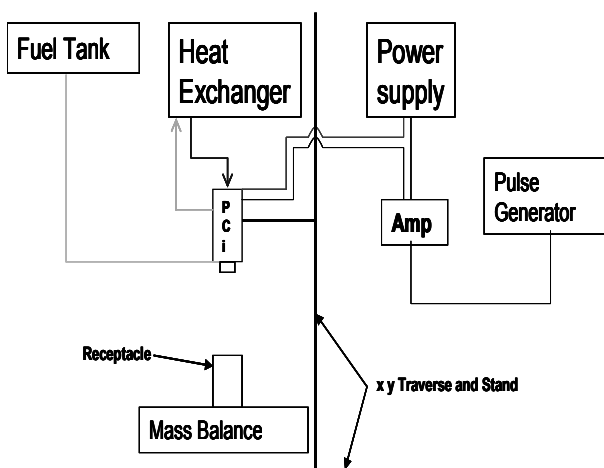 Fuel Tank
Heat
Exchanger
Power
supply
Pulse
Generator
P
C
i
Amp
Receptacle
x y Traverse and Stand
Mass Balance